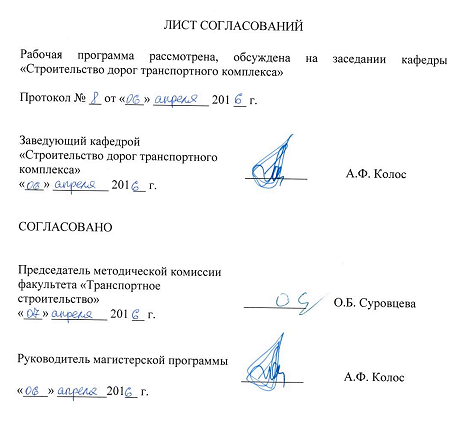 ЛИСТ СОГЛАСОВАНИЙ
Рабочая программа рассмотрена, обсуждена на заседании кафедры
«Строительство дорог транспортного комплекса»
Протокол № 8 от «06» апреля 2016 г.
Заведующий кафедрой
«Строительство дорог транспортного
комплекса»
«06» апреля 2016 г.
А.Ф. Колос
СОГЛАСОВАНО
Председатель методической комиссии
факультета «Транспортное
строительство»
«07» апреля 2016 г.
О.Б. Суровцева
Руководитель магистерской программы
«06» апреля 2016 г.
А.Ф. Колос